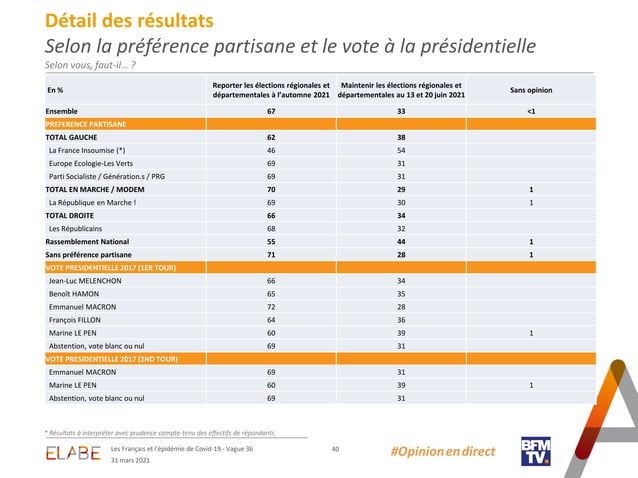 Détail des résultats
Selon la préférence partisane et le vote à la présidentielle
Selon vous, faut-il… ?
En % Reporter les élections régionales et départementales à l'automne 2021 Maintenir les élections régionales et départementales au 13 et 20 juin 2021 Sans opinion
Ensemble 67 33 <1
PREFERENCE PARTISANE
TOTAL GAUCHE 62 38
La France Insoumise (*) 46 54
Europe Ecologie-Les Verts 69 31
Parti Socialiste / Génération.s / PRG 69 31
TOTAL EN MARCHE / MODEM 70 29 1
La République en Marche ! 69 30 1
TOTAL DROITE 66 34
Les Républicains 68 32
Rassemblement National 55 44 1
Sans préférence partisane 71 28 1
VOTE PRESIDENTIELLE 2017 (1ER TOUR)
Jean-Luc MELENCHON 66 34
Benoît HAMON 65 35
Emmanuel MACRON 72 28
François FILLON 64 36
Marine LE PEN 60 39 1
Abstention, vote blanc ou nul 69 31
VOTE PRESIDENTIELLE 2017 (2ND TOUR)
Emmanuel MACRON 69 31
Marine LE PEN 60 39 1
Abstention, vote blanc ou nul 69 31
* Résultats à interpréter avec prudence compte-tenu des effectifs de répondants
ELABE
Les Français et l'épidémie de Covid-19 - Vague 36
31 mars 2021
40
#Opinionendirect
BFM
TV.